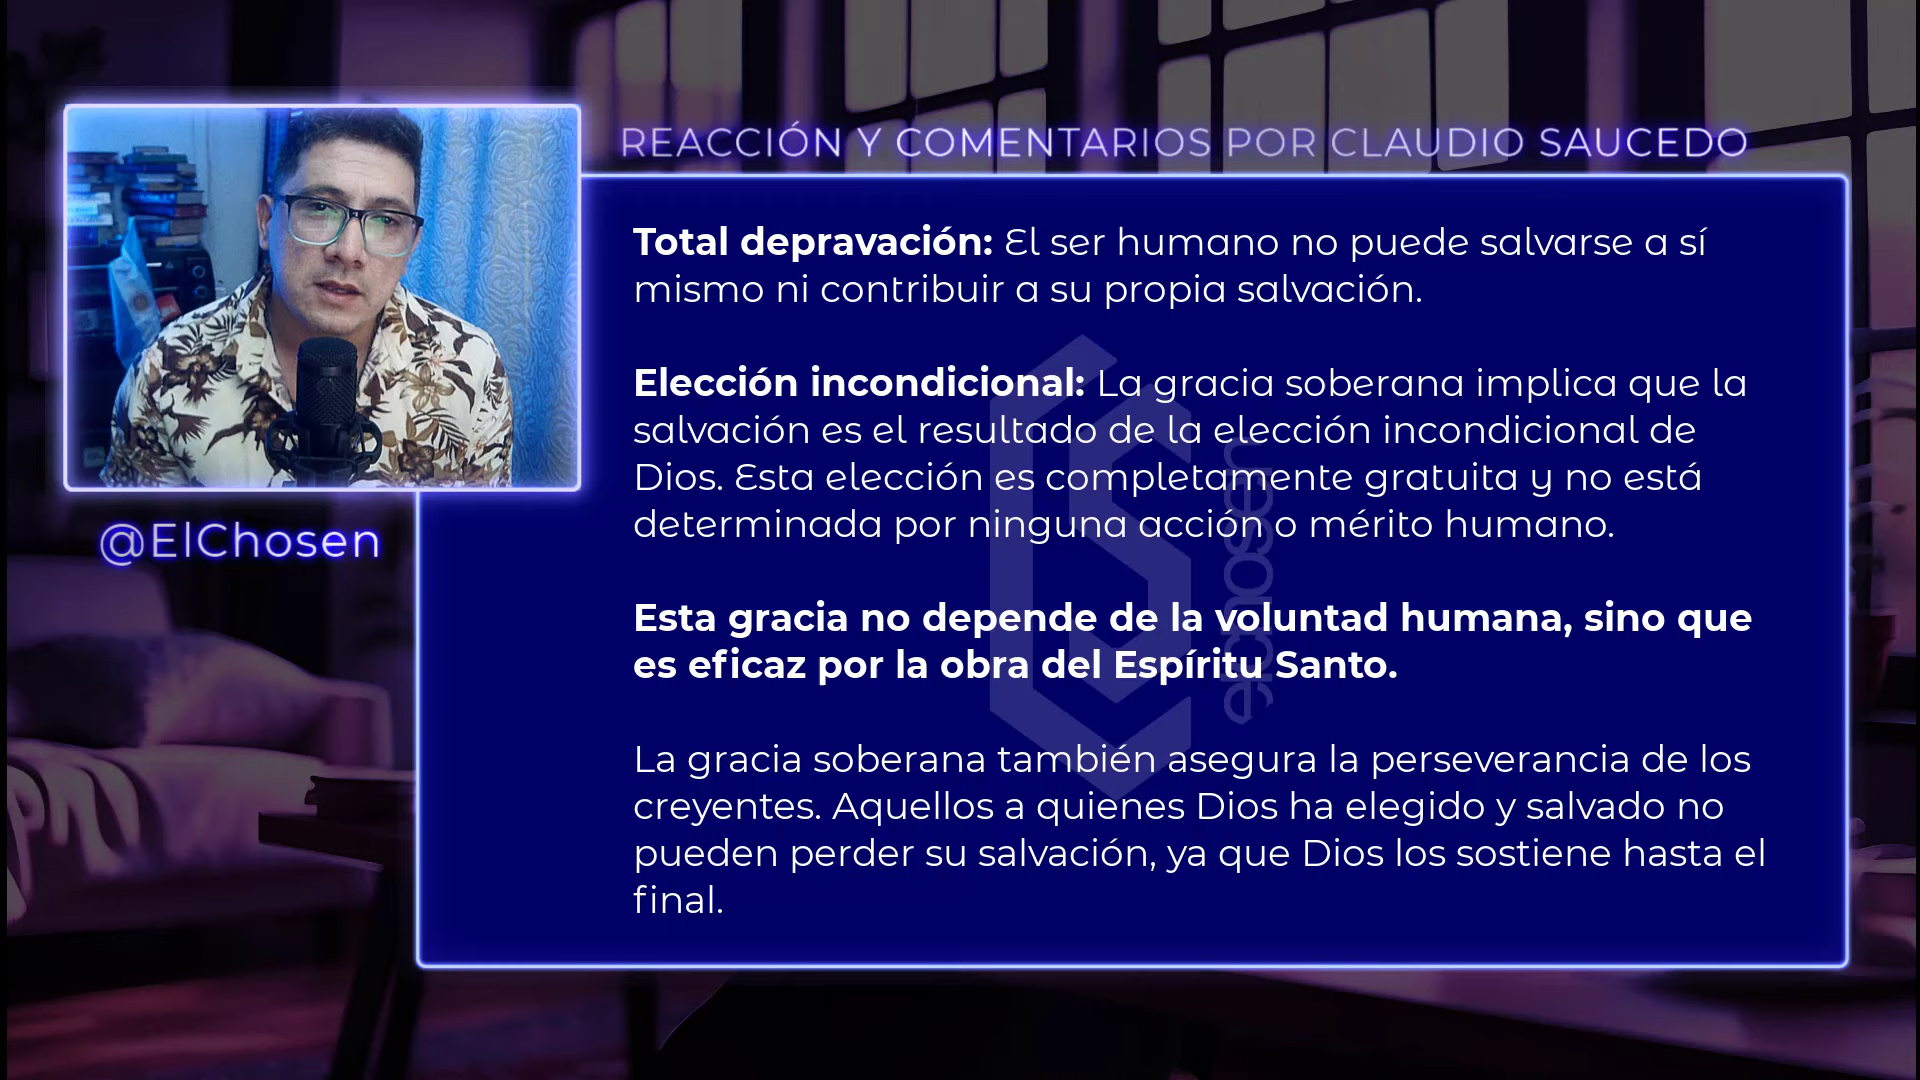 REACCIÓN Y COMENTARIOS POR CLAUDIO SAUCEDO
@ElChosen
Total depravación: El ser humano no puede salvarse a sí
mismo ni contribuir a su propia salvación.
Elección incondicional: La gracia soberana implica que la
salvación es el resultado de la elección incondicional de
Dios. Esta elección es completamente gratuita y no está
determinada por ninguna acción o mérito humano.
Esta gracia no depende de la voluntad humana, sino que
es eficaz por la obra del Espíritu Santo.
La gracia soberana también asegura la perseverancia de los
creyentes. Aquellos a quienes Dios ha elegido y salvado no
pueden perder su salvación, ya que Dios los sostiene hasta el
final.